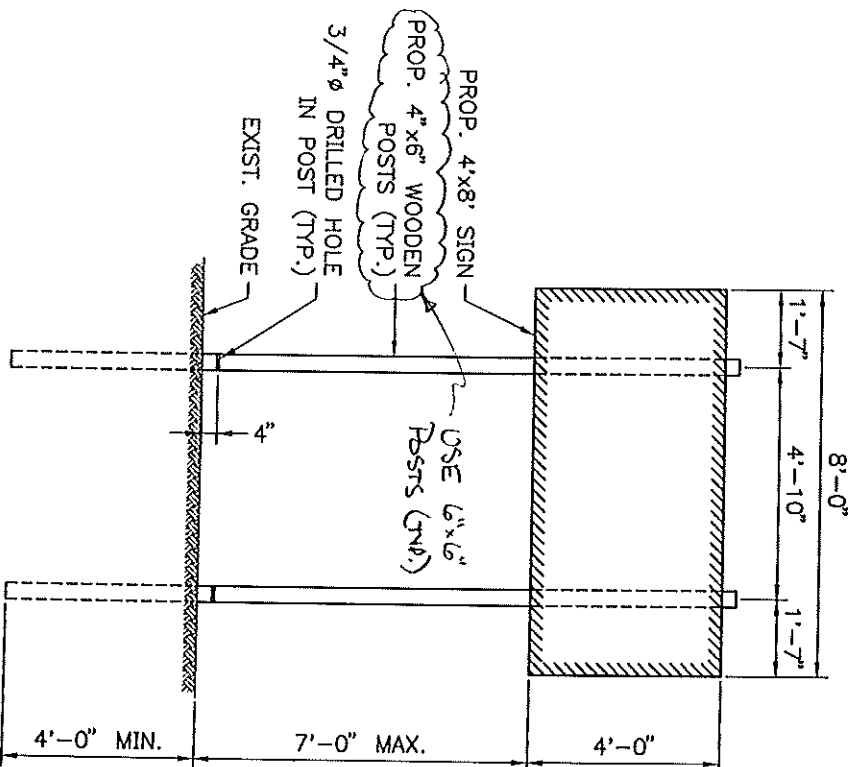 8'-0"
1'-7"
4'-10"
1'-7"
PROP. 4'x8' SIGN
PROP. 4"x6" WOODEN
POSTS (TYP.)
USE 6"x6"
POSTS (TYP.)
3/4"ø DRILLED HOLE
IN POST (TYP.)
EXIST. GRADE
4"
4'-0"
7'-0" MAX.
4'-0" MIN.